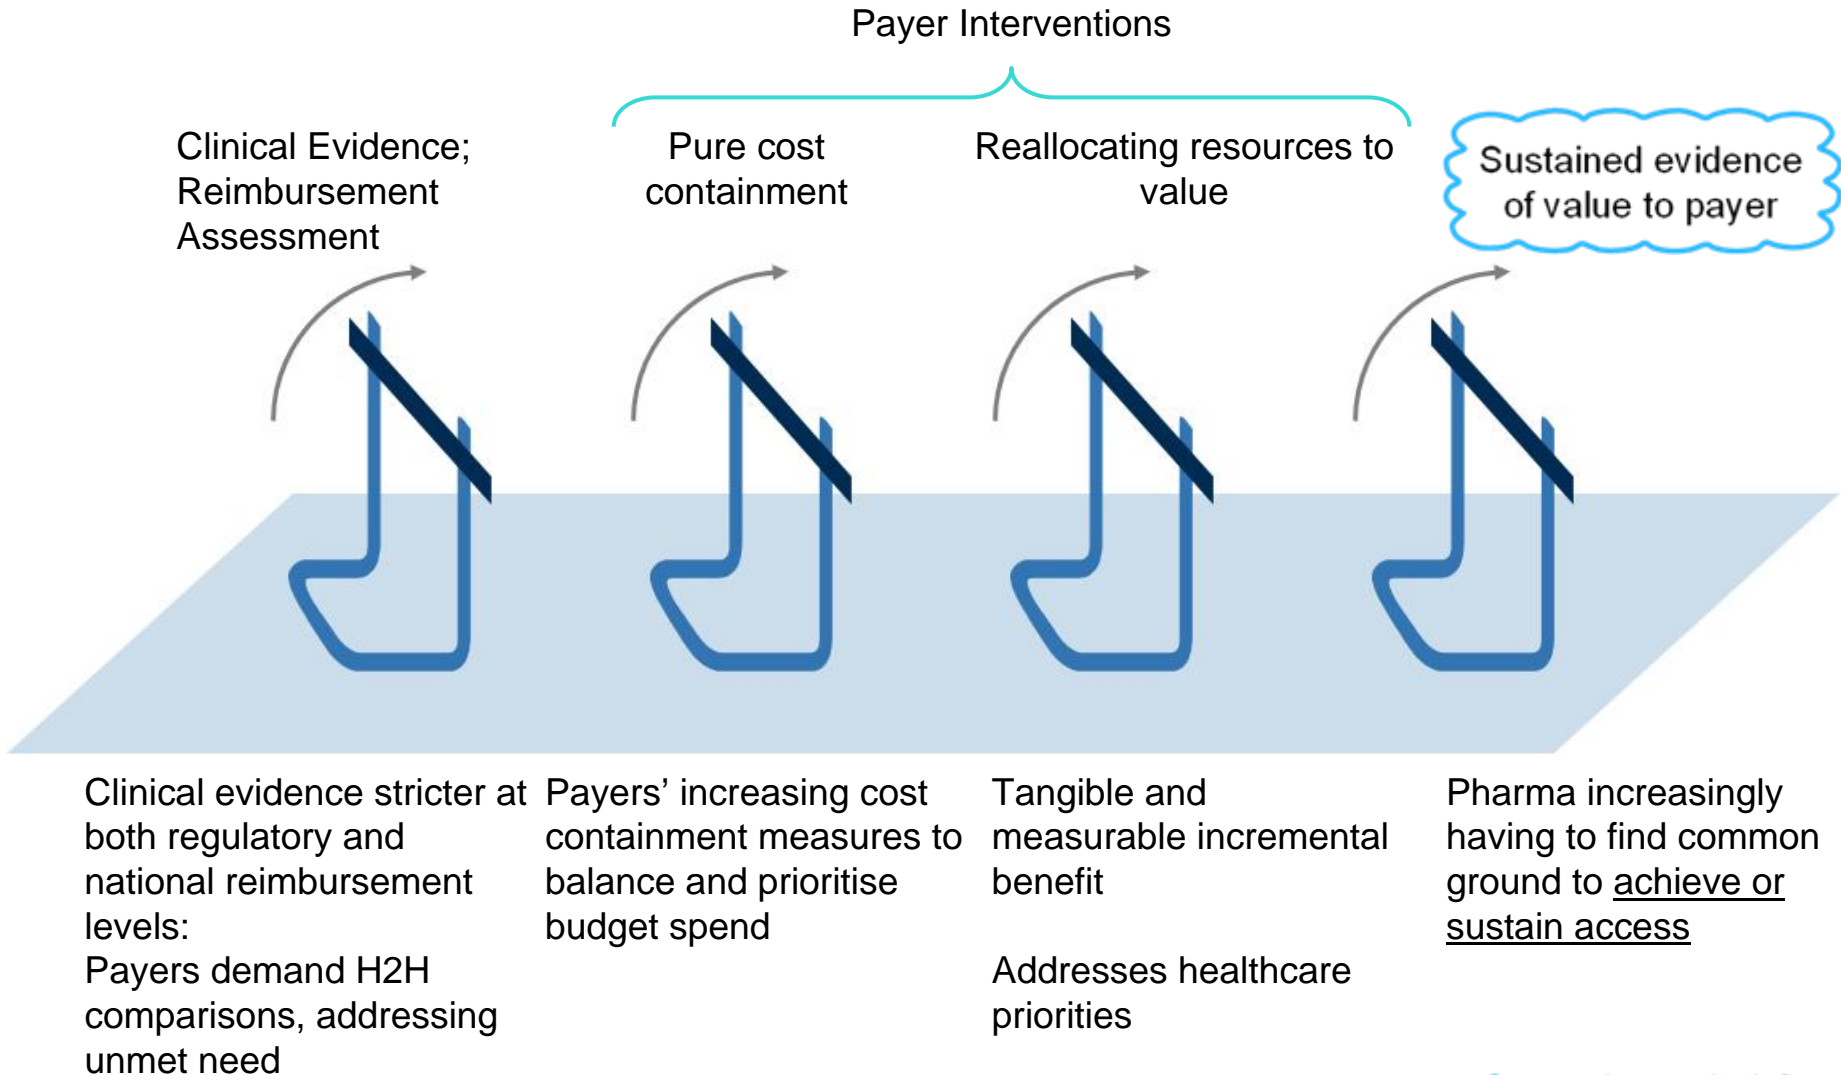 Payer Interventions
Clinical Evidence;
Reimbursement
Assessment
Pure cost
containment
Reallocating resources to
value
Sustained evidence
of value to payer
Clinical evidence stricter at
both regulatory and
national reimbursement
levels:
Payers demand H2H
comparisons, addressing
unmet need
Payers’ increasing cost
containment measures to
balance and prioritise
budget spend
Tangible and
measurable incremental
benefit
Addresses healthcare
priorities
Pharma increasingly
having to find common
ground to achieve or
sustain access